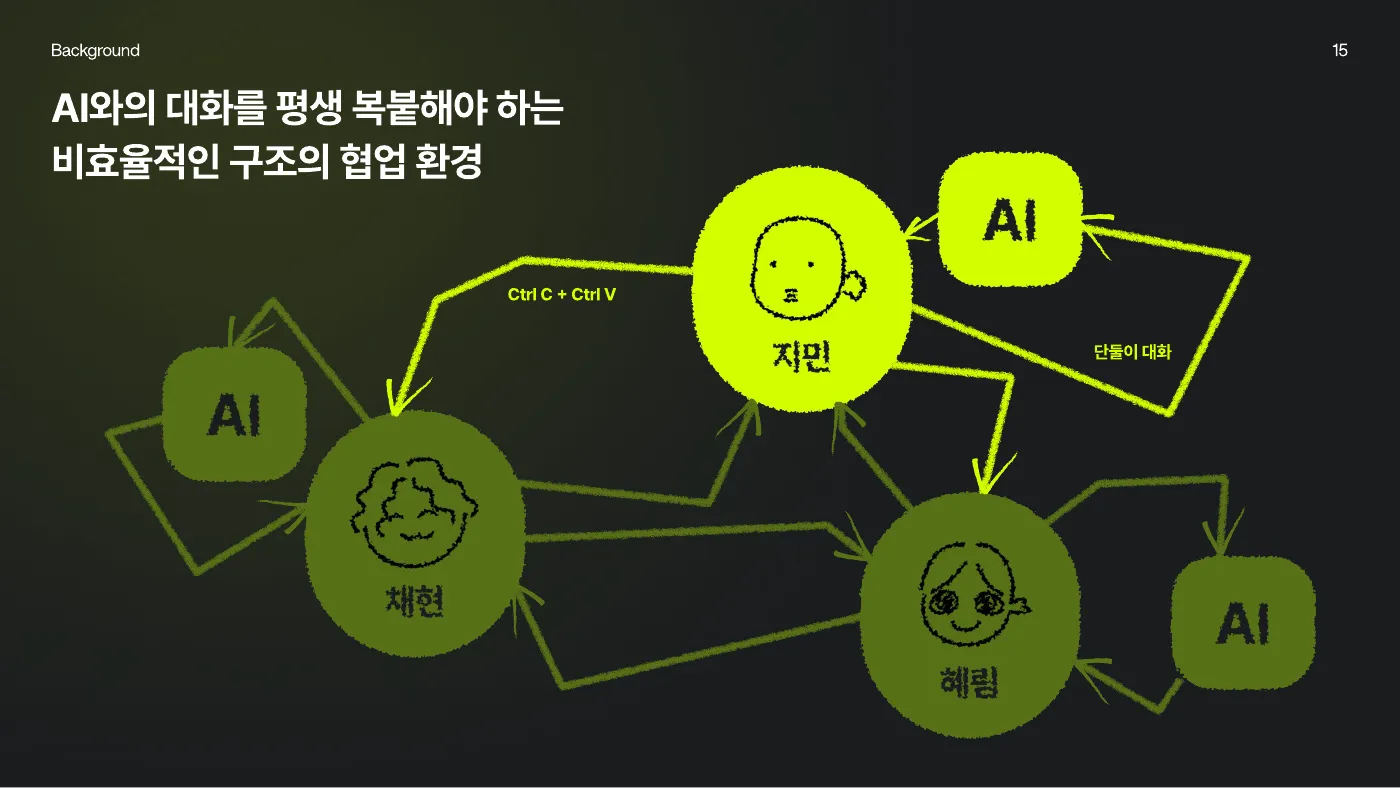 Background
15
AI와의 대화를 평생 복붙해야 하는
비효율적인 구조의 협업 환경
AI
지민
Ctrl C + Ctrl V
단둘이 대화
AI
채현
혜림
AI